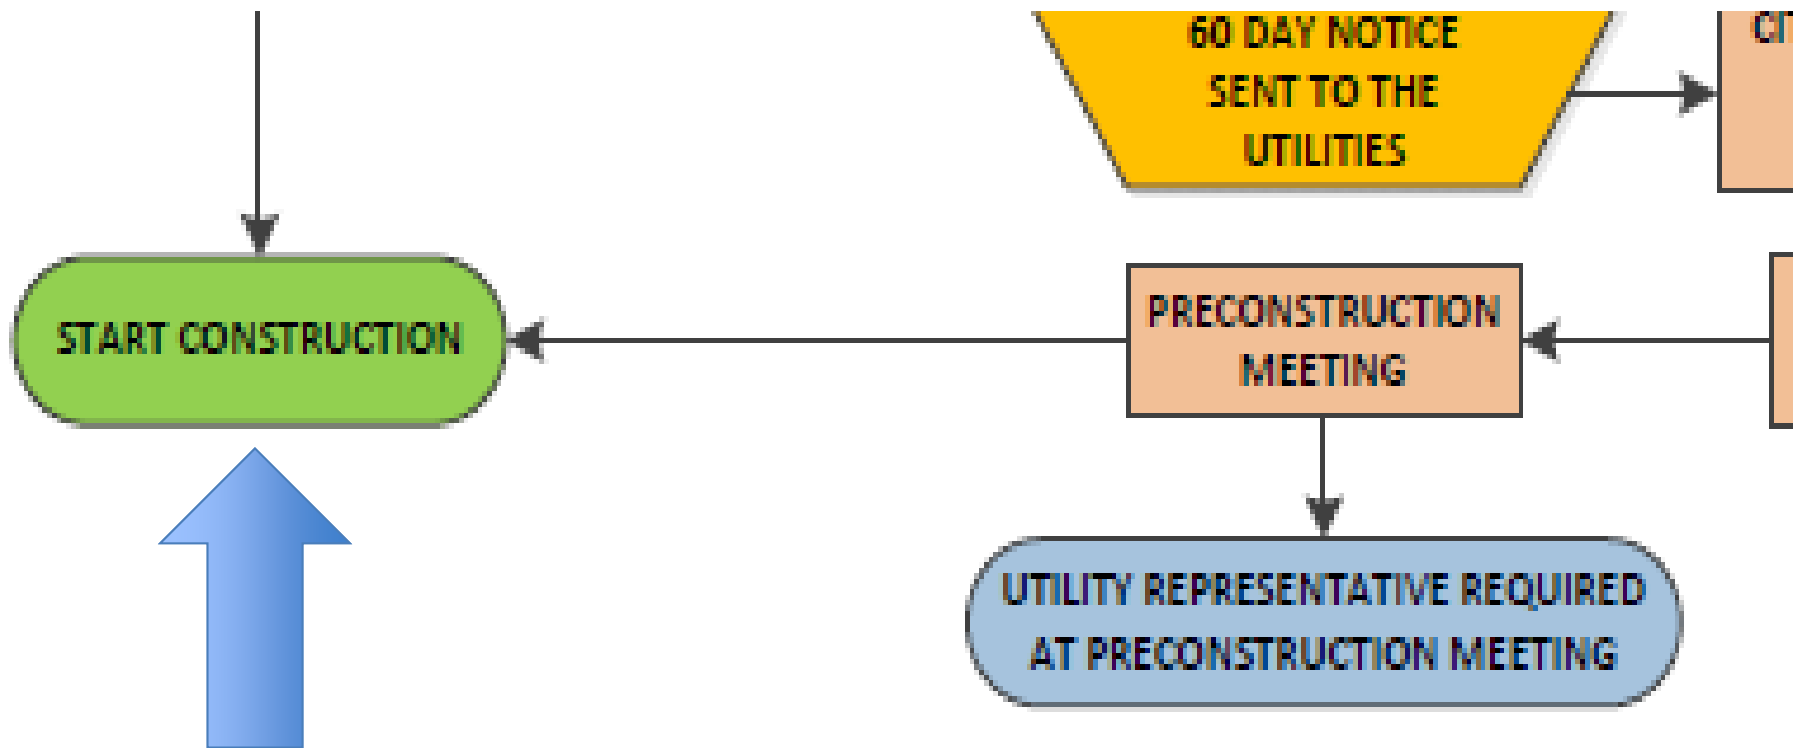 60 DAY NOTICE
SENT TO THE
UTILITIES
START CONSTRUCTION
PRECONSTRUCTION
MEETING
UTILITY REPRESENTATIVE REQUIRED
AT PRECONSTRUCTION MEETING